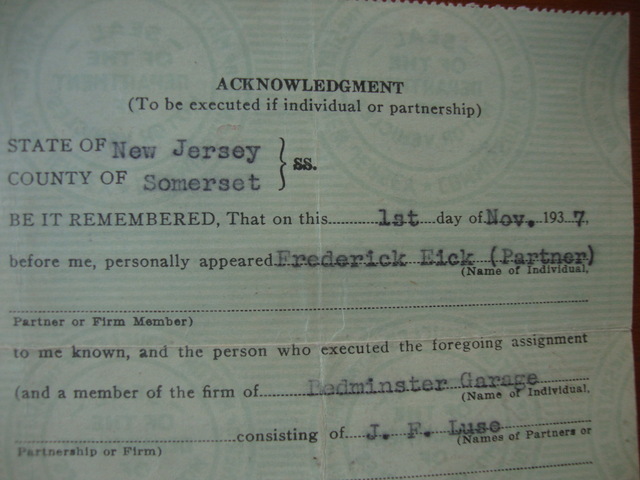 ACKNOWLEDGMENT
(To be executed if individual or partnership)
STATE OF New Jersey } ss.
COUNTY OF Somerset
BE IT REMEMBERED, That on this 1st day of Nov. 1937,
before me, personally appeared Frederick Eick (Partner)
(Name of Individual,
Partner or Firm Member)
to me known, and the person who executed the foregoing assignment
(and a member of the firm of Bedminster Garage
(Name of Individual,
consisting of J. F. Luse
Partnership or Firm) (Names of Partners or